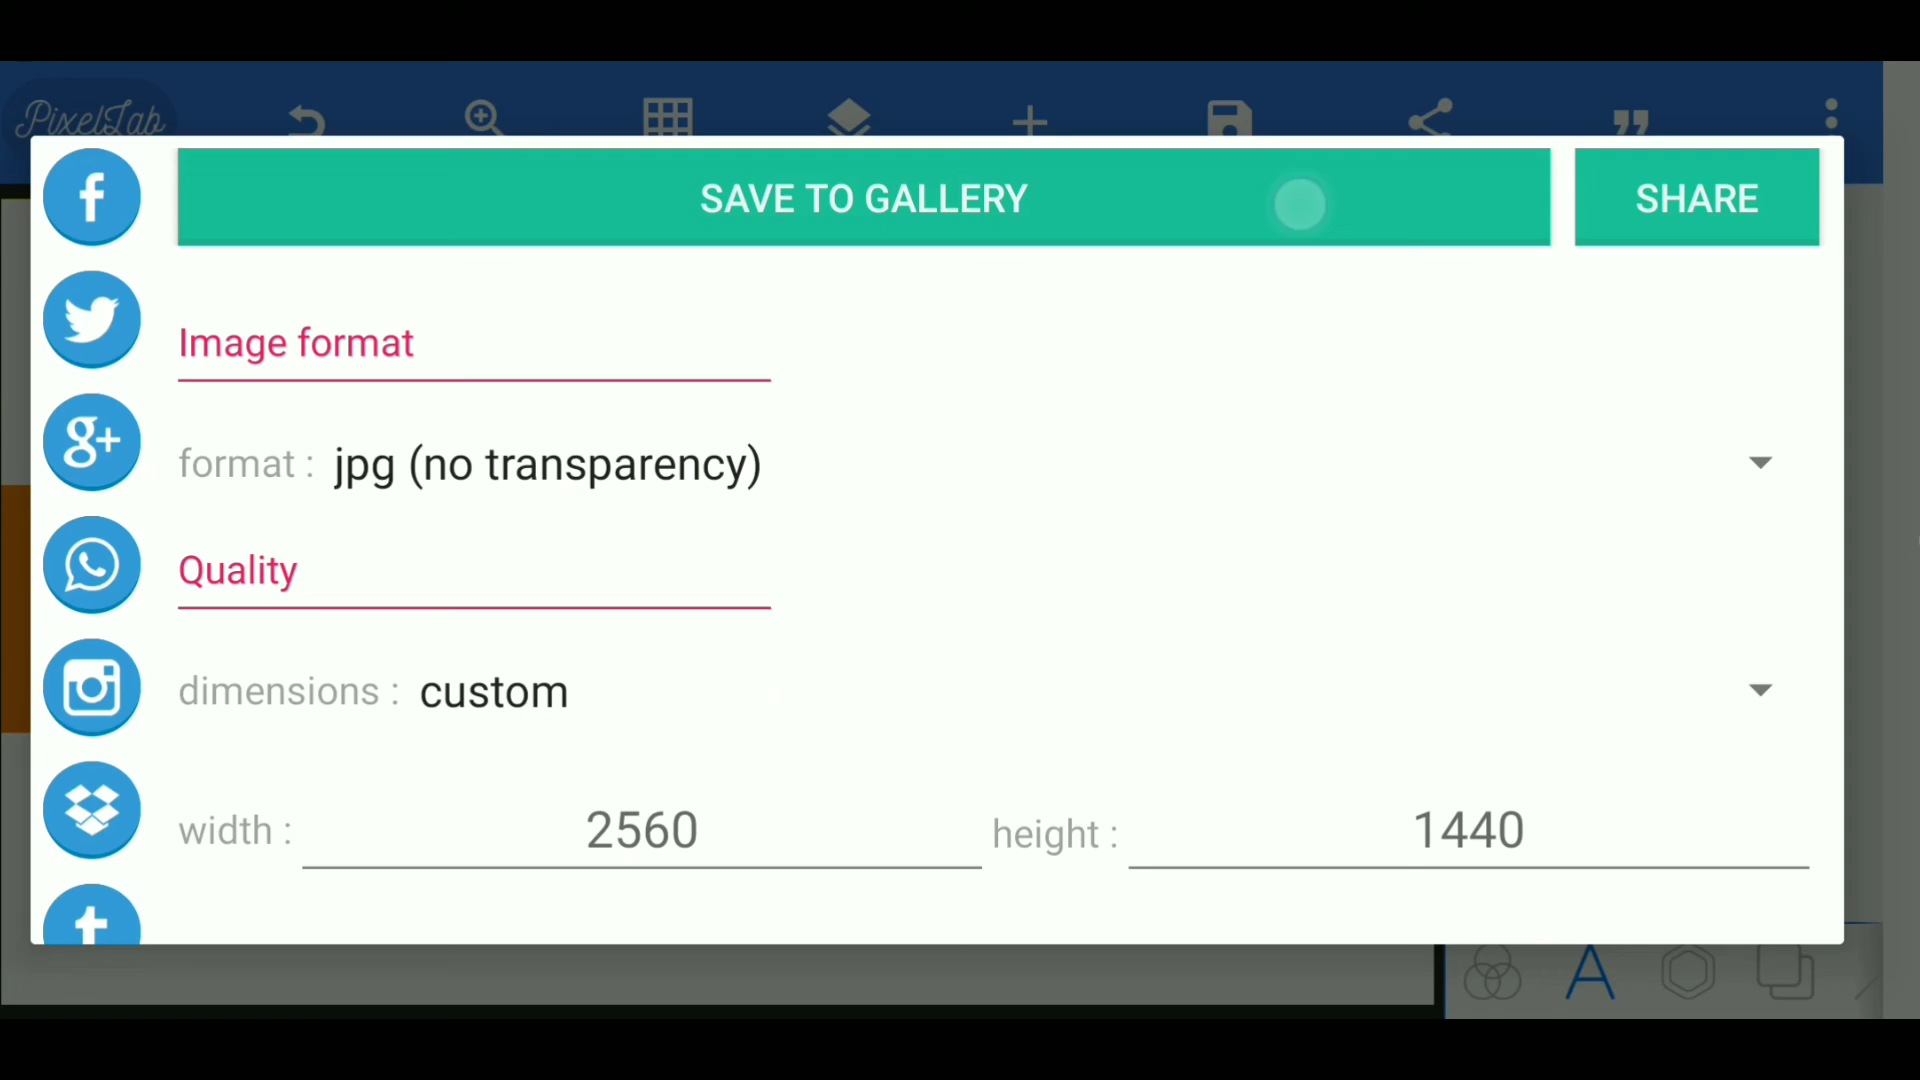 PixelLab
SAVE TO GALLERY
SHARE
Image format
format : jpg (no transparency)
Quality
dimensions : custom
width : 2560 height : 1440